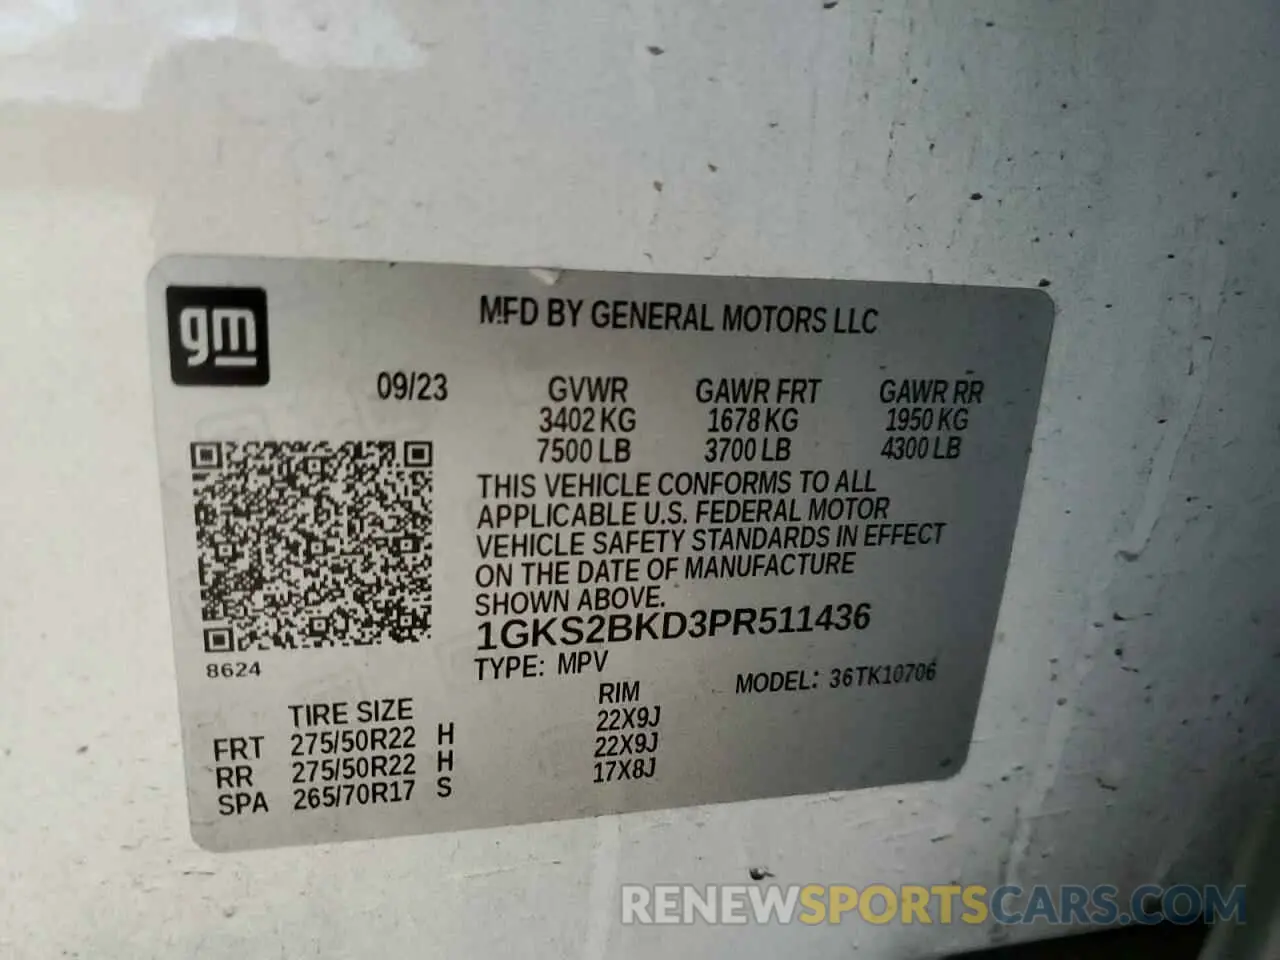 gm
MFD BY GENERAL MOTORS LLC
09/23 GVWR GAWR FRT GAWR RR
3402 KG 1678 KG 1950 KG
7500 LB 3700 LB 4300 LB
THIS VEHICLE CONFORMS TO ALL
APPLICABLE U.S. FEDERAL MOTOR
VEHICLE SAFETY STANDARDS IN EFFECT
ON THE DATE OF MANUFACTURE
SHOWN ABOVE.
1GKS2BKD3PR511436
8624
TYPE: MPV MODEL: 36TK10706
TIRE SIZE RIM
FRT 275/50R22 H 22X9J
RR 275/50R22 H 22X9J
SPA 265/70R17 S 17X8J
RENEWSPORTSCARS.COM